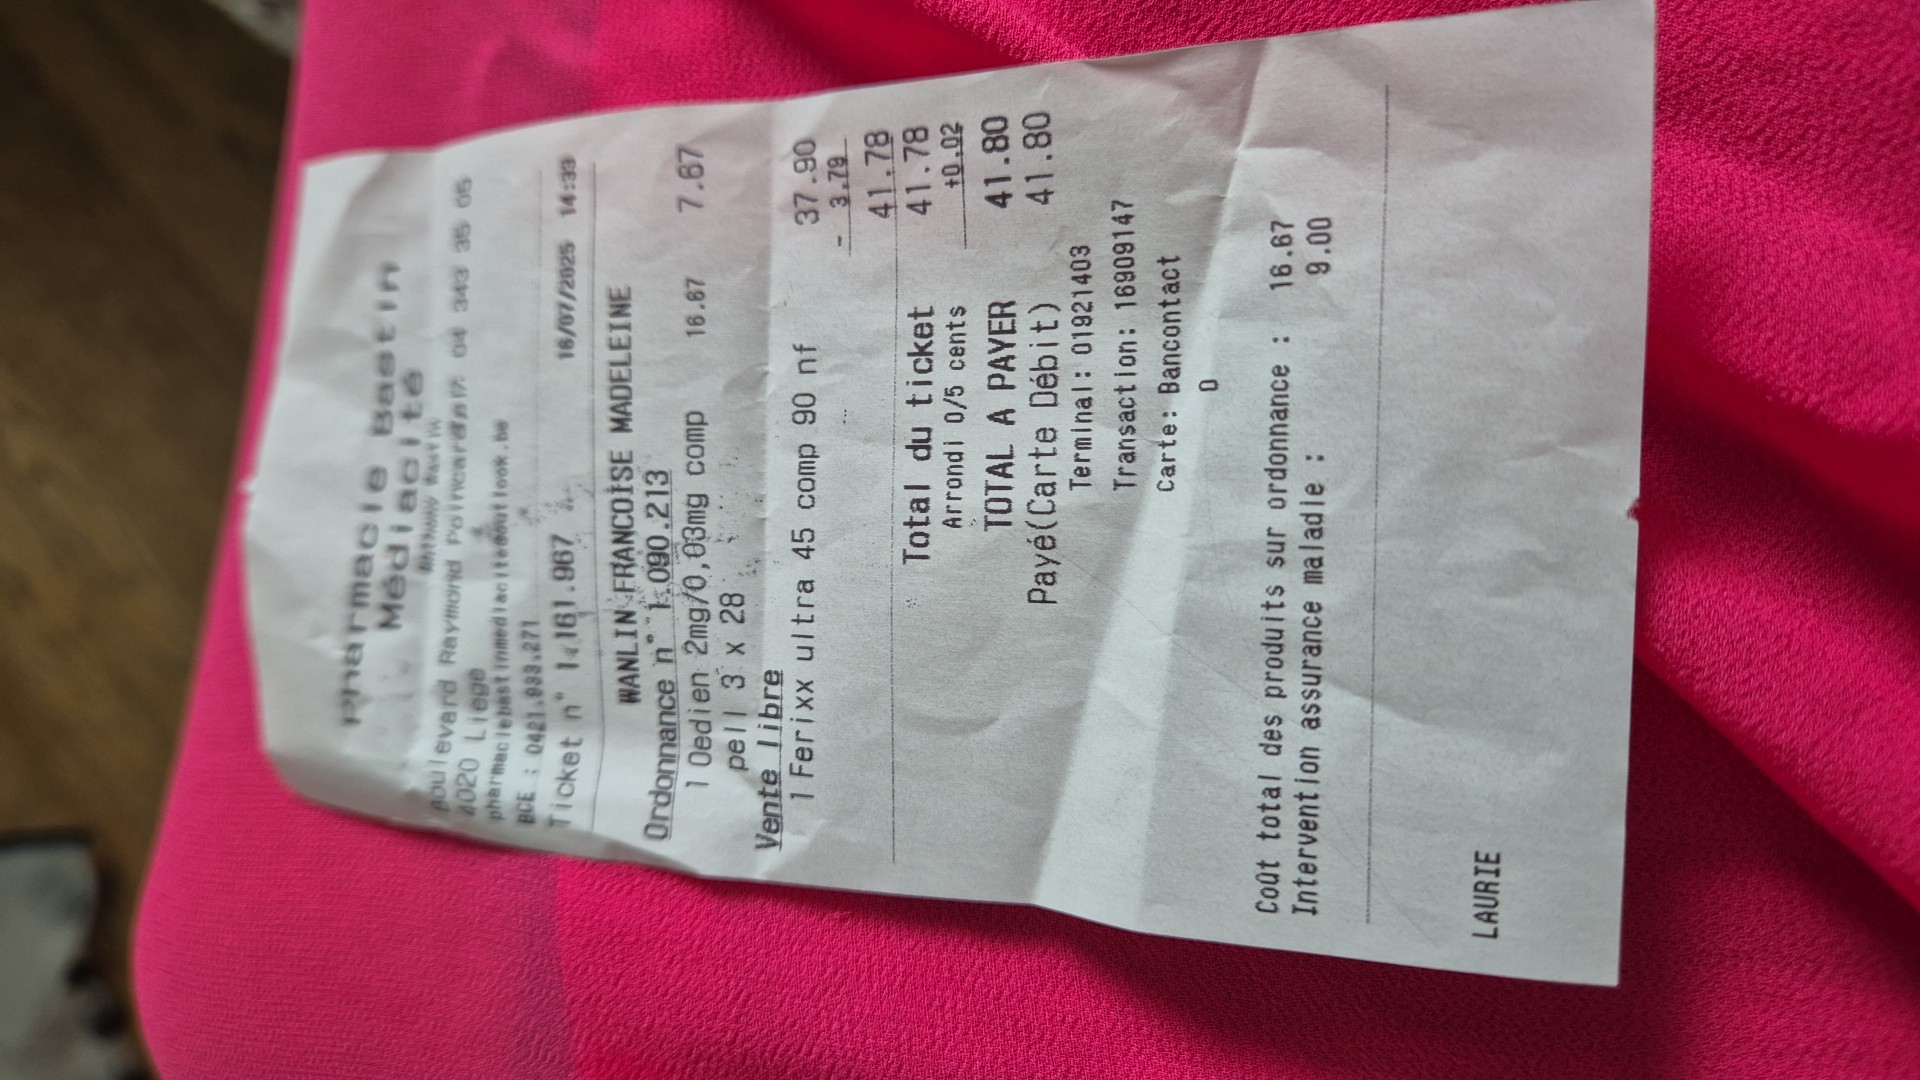 Pharmacie Bastin
Médiacité
Boulevard Raymond Poincaré 04 343 35 05
4020 Liege
pharmaciebastinmediacite@outlook.be
BCE : 0421.933.271
Ticket n° 1.161.967 16/07/2025 14:33
WANLIN FRANCOISE MADELEINE
Ordonnance n° 1.090.213
1 Oedien 2mg/0,03mg comp 16.67 7.67
pell 3 x 28
Vente libre
1 Ferixx ultra 45 comp 90 nf 37.90
- 3.79
41.78
Total du ticket 41.78
Arrondi 0/5 cents +0.02
TOTAL A PAYER 41.80
Payé(Carte Débit) 41.80
Terminal: 01921403
Transaction: 16909147
Carte: Bancontact
0
Coût total des produits sur ordonnance : 16.67
Intervention assurance maladie : 9.00
LAURIE